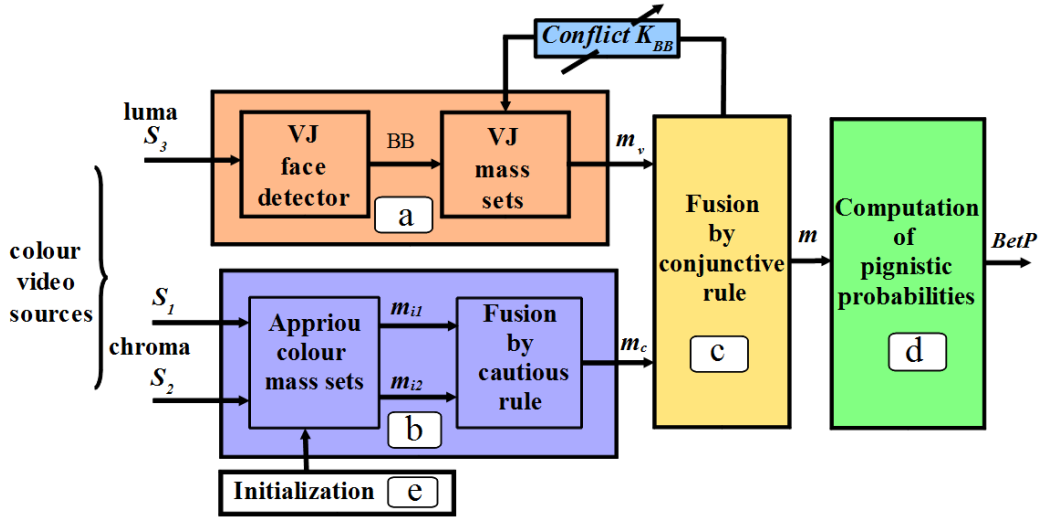 Conflict K_BB
luma
S_3
VJ
face
detector
BB
VJ
mass
sets
a
m_v
colour
video
sources
S_1
chroma
S_2
Appriou
colour
mass sets
m_i1
m_i2
Fusion
by
cautious
rule
b
m_c
Initialization e
Fusion
by
conjunctive
rule
c
m
Computation
of
pignistic
probabilities
d
BetP